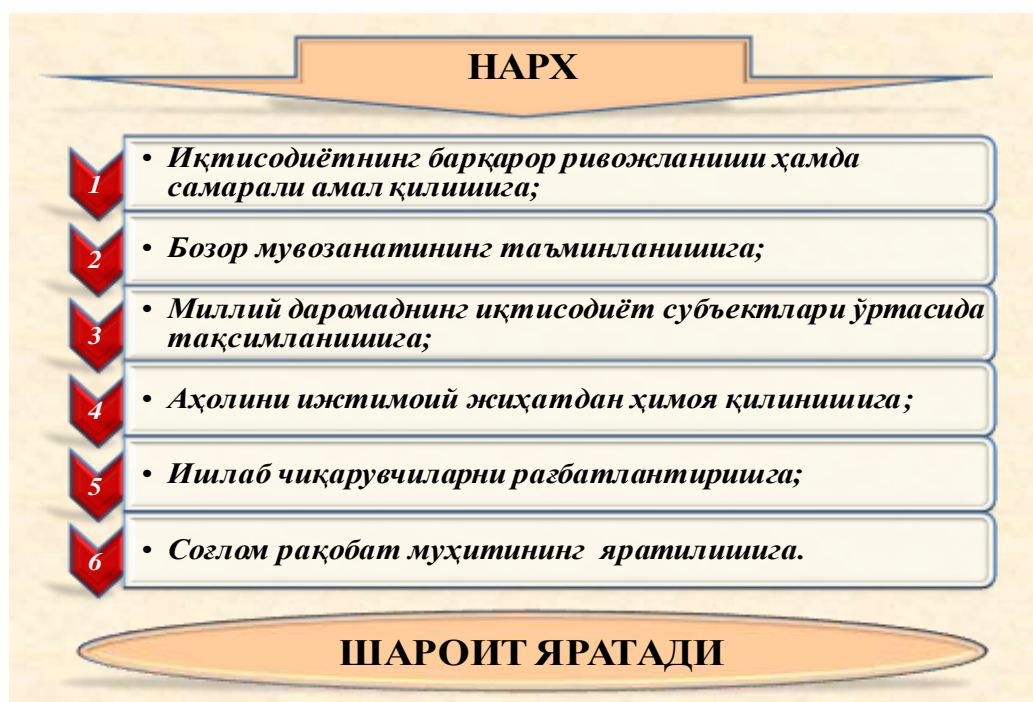 НАРХ
1
• Иқтисодиётнинг барқарор ривожланиши ҳамда
самарали амал қилишига;
2
• Бозор мувозанатининг таъминланишига;
3
• Миллий даромаднинг иқтисодиёт субъектлари ўртасида
тақсимланишига;
4
• Аҳолини ижтимоий жиҳатдан ҳимоя қилинишига;
5
• Ишлаб чиқарувчиларни рағбатлантиришга;
6
• Соғлом рақобат муҳитининг яратилишига.
ШАРОИТ ЯРАТАДИ